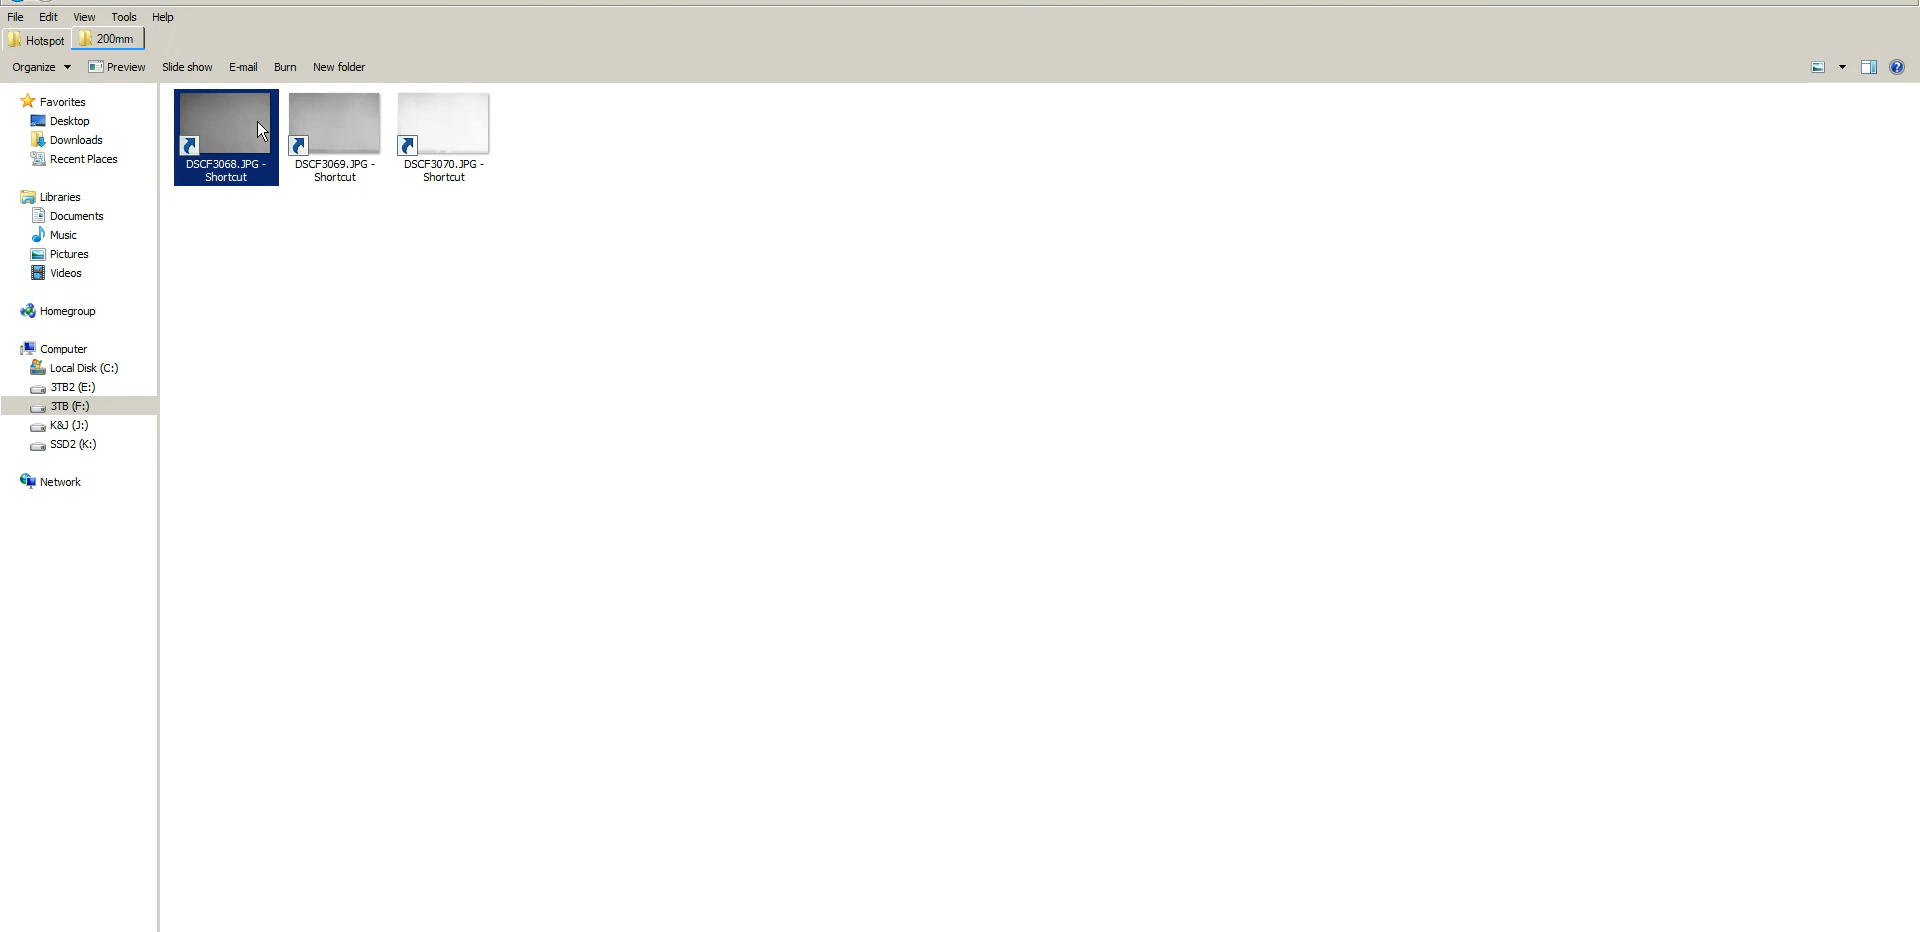 File Edit View Tools Help
Hotspot 200mm
Organize Preview Slide show E-mail Burn New folder
Favorites
Desktop
Downloads
Recent Places
Libraries
Documents
Music
Pictures
Videos
Homegroup
Computer
Local Disk (C:)
3TB2 (E:)
3TB (F:)
K&J (J:)
SSD2 (K:)
Network
DSCF3068.JPG -
Shortcut
DSCF3069.JPG -
Shortcut
DSCF3070.JPG -
Shortcut